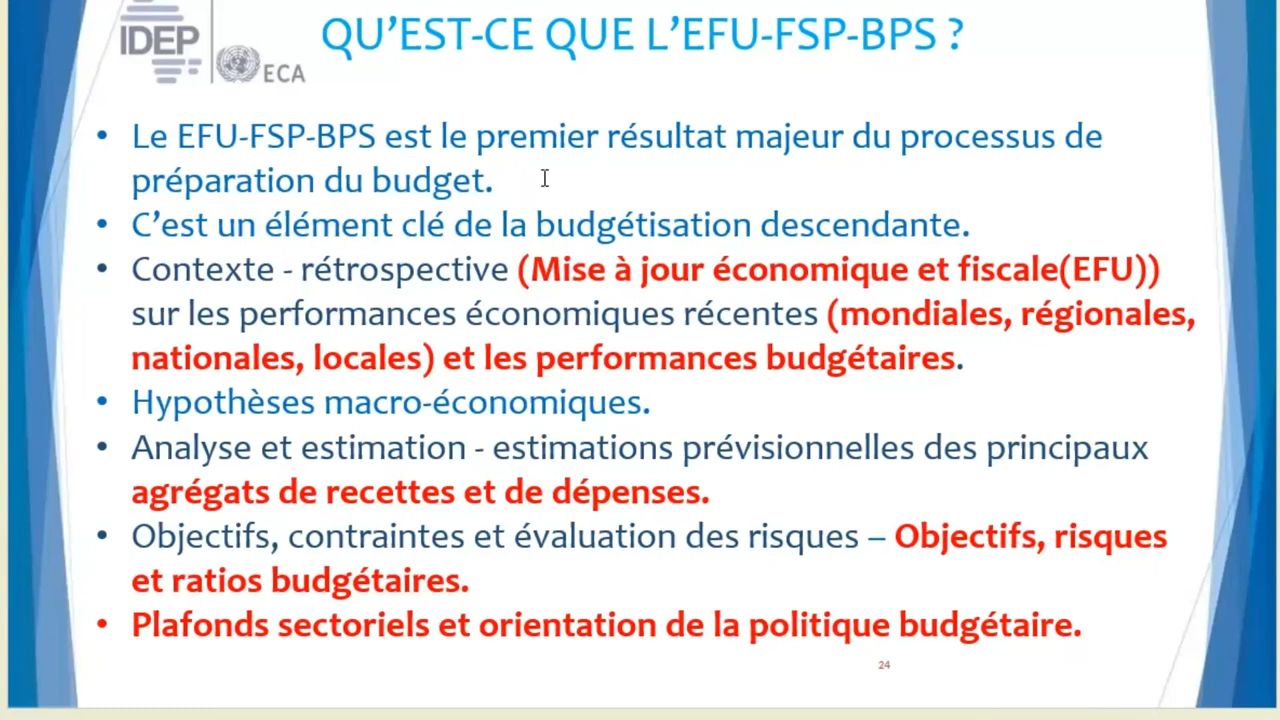 IDEP
ECA
QU’EST-CE QUE L’EFU-FSP-BPS ?
• Le EFU-FSP-BPS est le premier résultat majeur du processus de
préparation du budget.
• C’est un élément clé de la budgétisation descendante.
• Contexte - rétrospective (Mise à jour économique et fiscale(EFU))
sur les performances économiques récentes (mondiales, régionales,
nationales, locales) et les performances budgétaires.
• Hypothèses macro-économiques.
• Analyse et estimation - estimations prévisionnelles des principaux
agrégats de recettes et de dépenses.
• Objectifs, contraintes et évaluation des risques – Objectifs, risques
et ratios budgétaires.
• Plafonds sectoriels et orientation de la politique budgétaire.
24